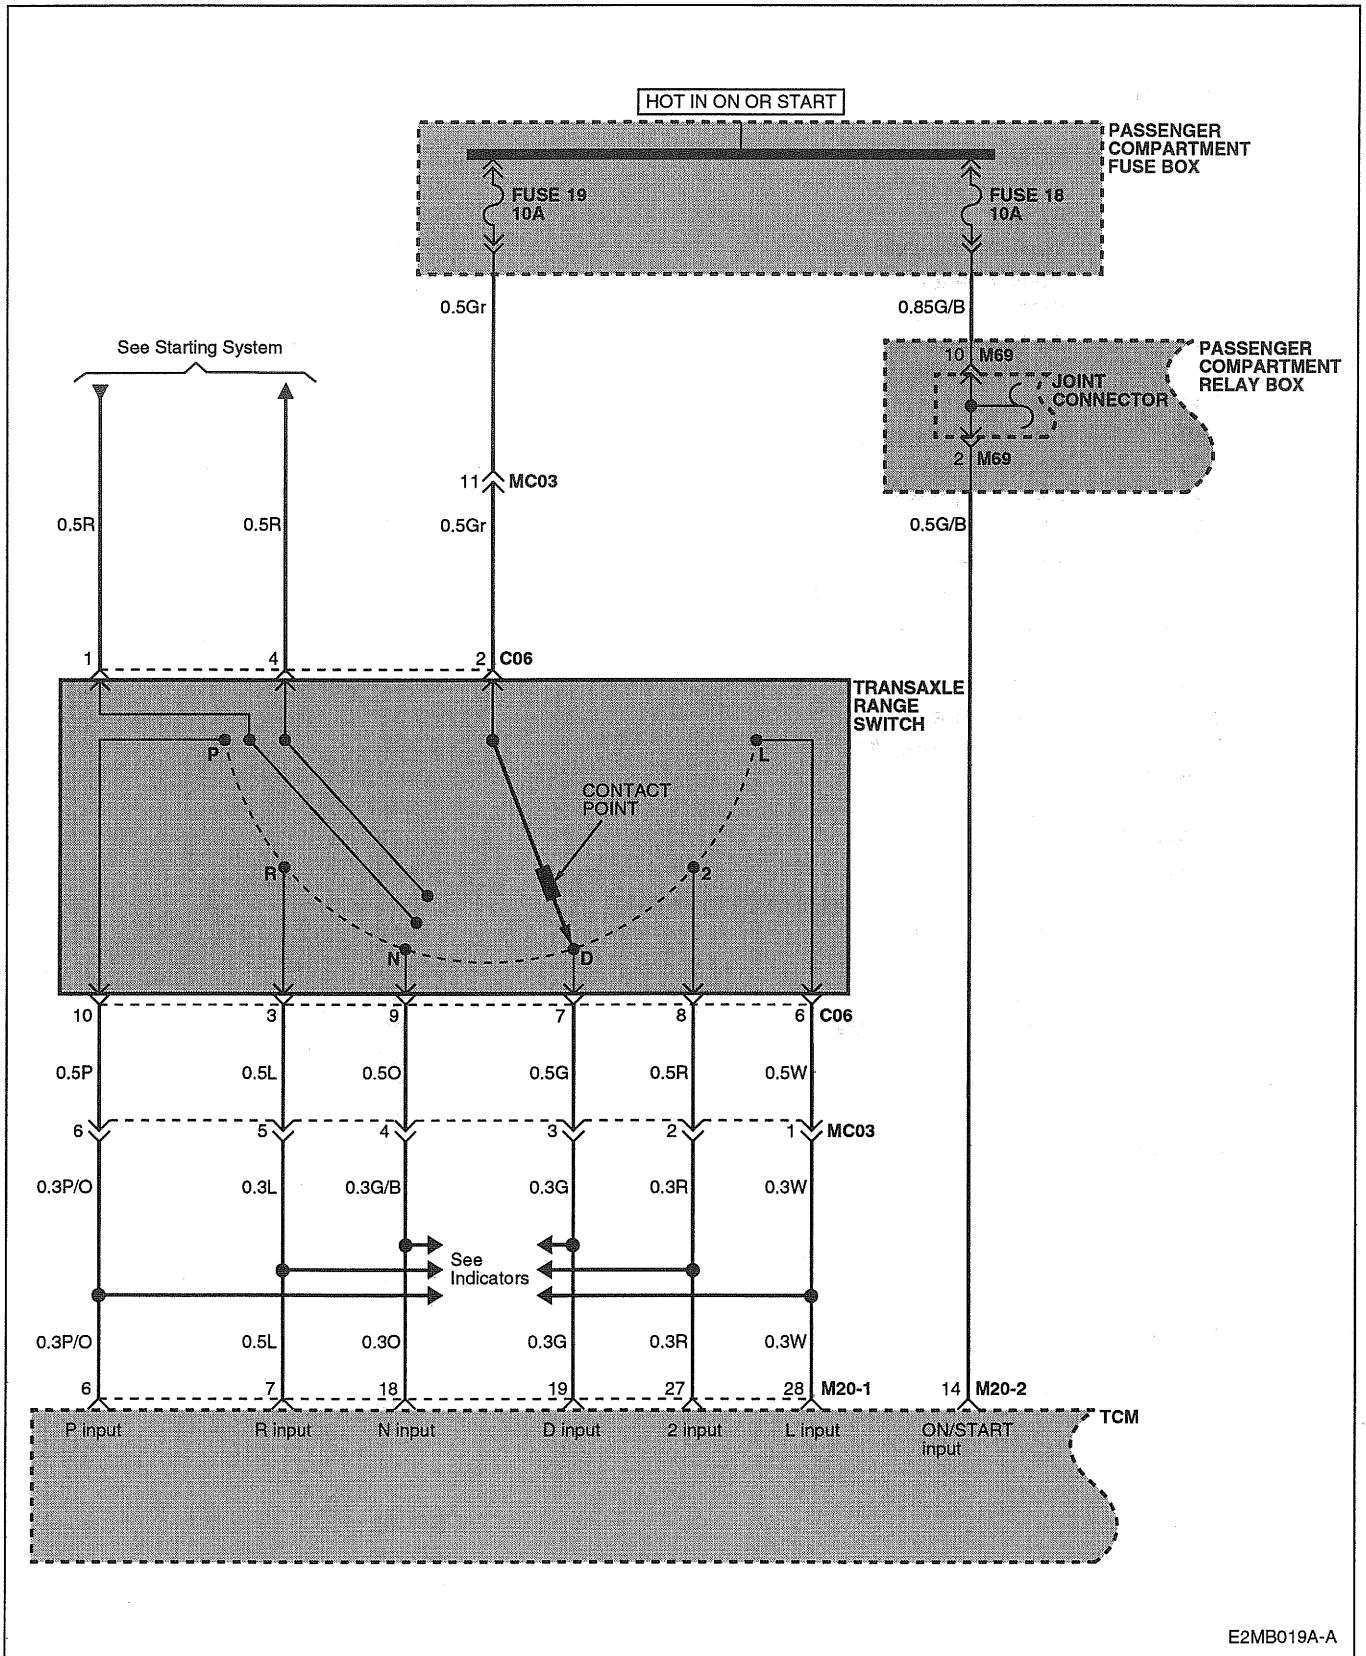 HOT IN ON OR START
PASSENGER
COMPARTMENT
FUSE BOX
FUSE 19
10A
FUSE 18
10A
0.5Gr
0.85G/B
See Starting System
10 M69
PASSENGER
COMPARTMENT
RELAY BOX
JOINT
CONNECTOR
2 M69
11 MC03
0.5R
0.5R
0.5Gr
0.5G/B
1
4
2 C06
TRANSAXLE
RANGE
SWITCH
P
L
CONTACT
POINT
R
2
N
D
10
3
9
7
8
6 C06
0.5P
0.5L
0.5O
0.5G
0.5R
0.5W
6
5
4
3
2
1 MC03
0.3P/O
0.3L
0.3G/B
0.3G
0.3R
0.3W
See
Indicators
0.3P/O
0.5L
0.3O
0.3G
0.3R
0.3W
6
7
18
19
27
28 M20-1
14 M20-2
TCM
P input
R input
N input
D input
2 input
L input
ON/START
input
E2MB019A-A